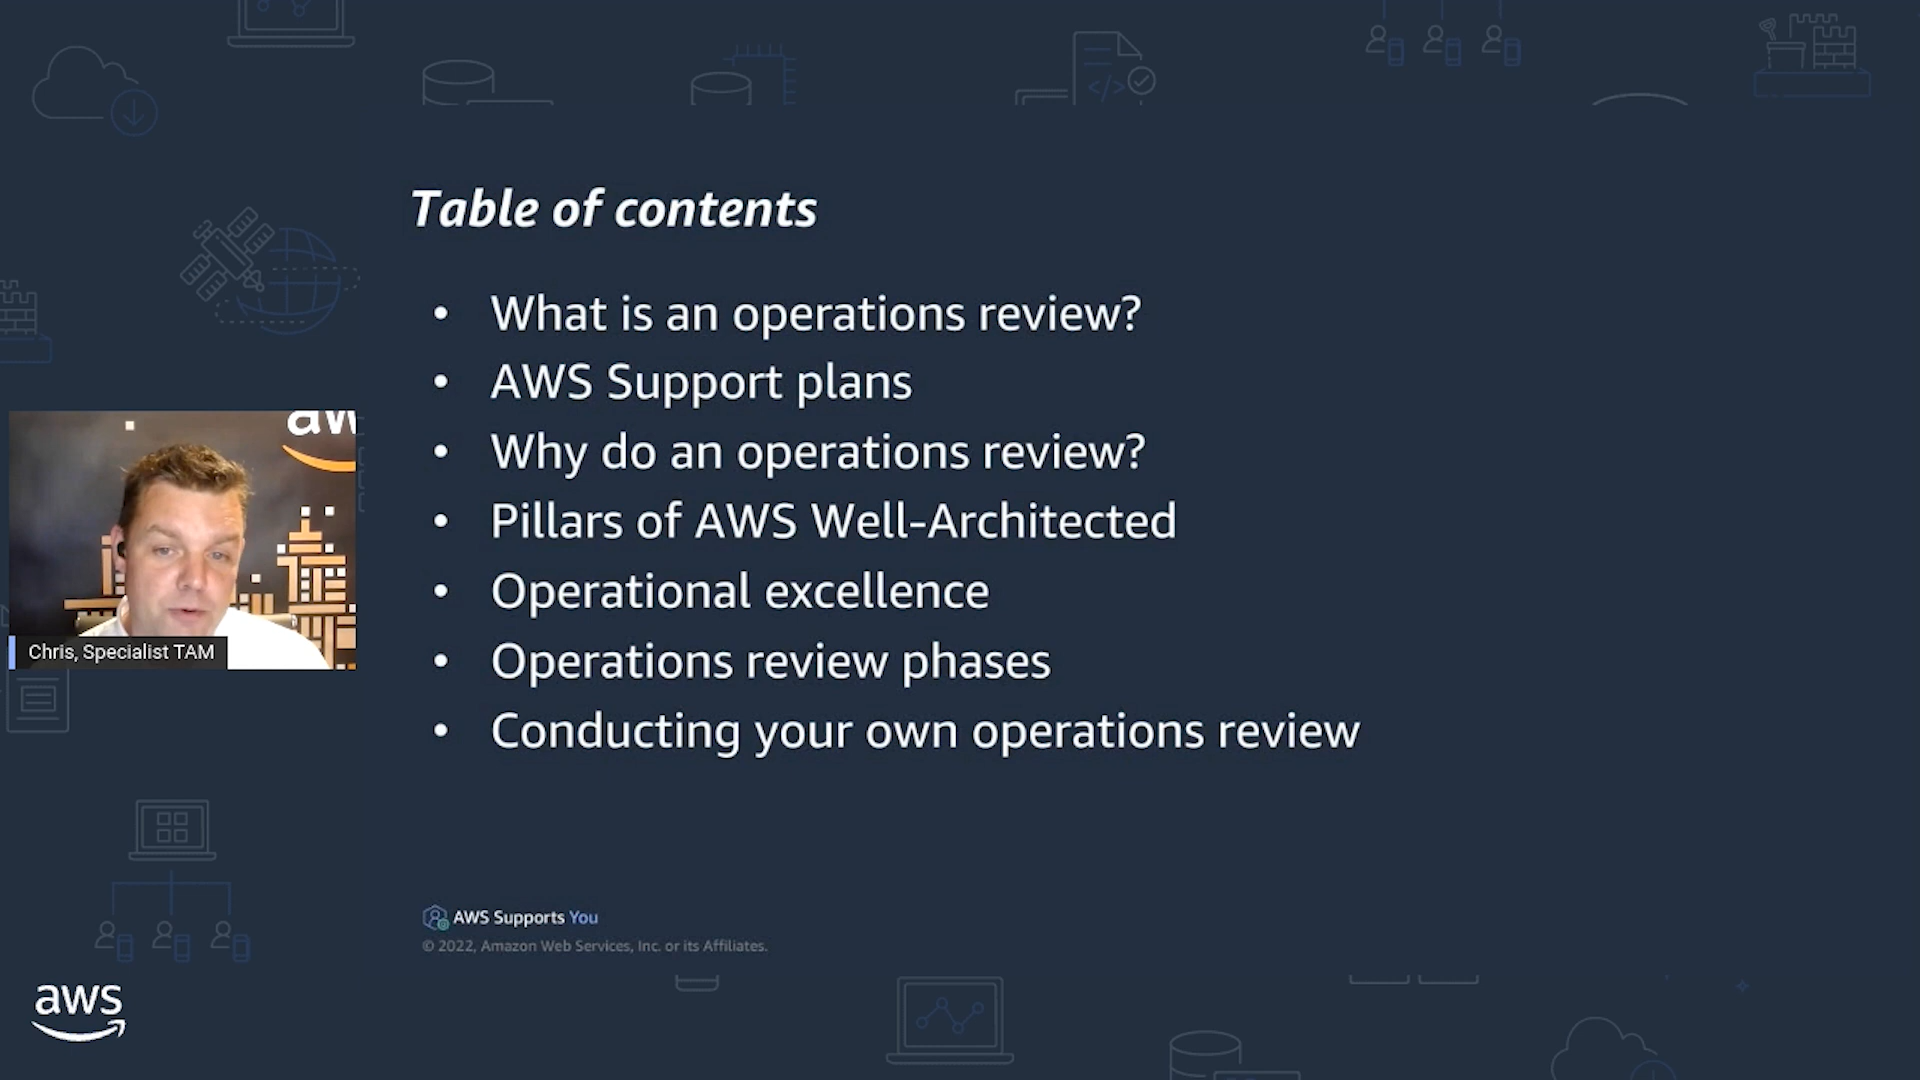 Table of contents
• What is an operations review?
• AWS Support plans
• Why do an operations review?
• Pillars of AWS Well-Architected
• Operational excellence
• Operations review phases
• Conducting your own operations review
aw
Chris, Specialist TAM
</>
AWS Supports You
© 2022, Amazon Web Services, Inc. or its Affiliates.
aws